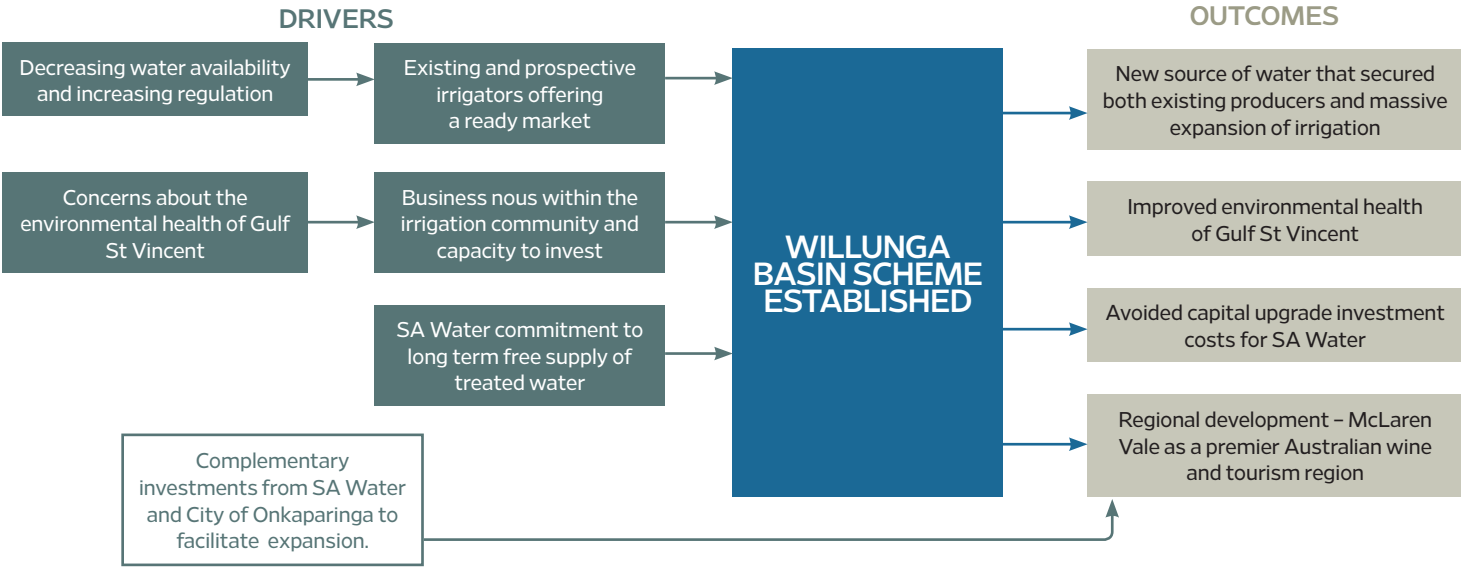 DRIVERS
OUTCOMES
Decreasing water availability
and increasing regulation
Existing and prospective
irrigators offering
a ready market
Concerns about the
environmental health of Gulf
St Vincent
Business nous within the
irrigation community and
capacity to invest
SA Water commitment to
long term free supply of
treated water
Complementary
investments from SA Water
and City of Onkaparinga to
facilitate expansion.
WILLUNGA
BASIN SCHEME
ESTABLISHED
New source of water that secured
both existing producers and massive
expansion of irrigation
Improved environmental health
of Gulf St Vincent
Avoided capital upgrade investment
costs for SA Water
Regional development – McLaren
Vale as a premier Australian wine
and tourism region